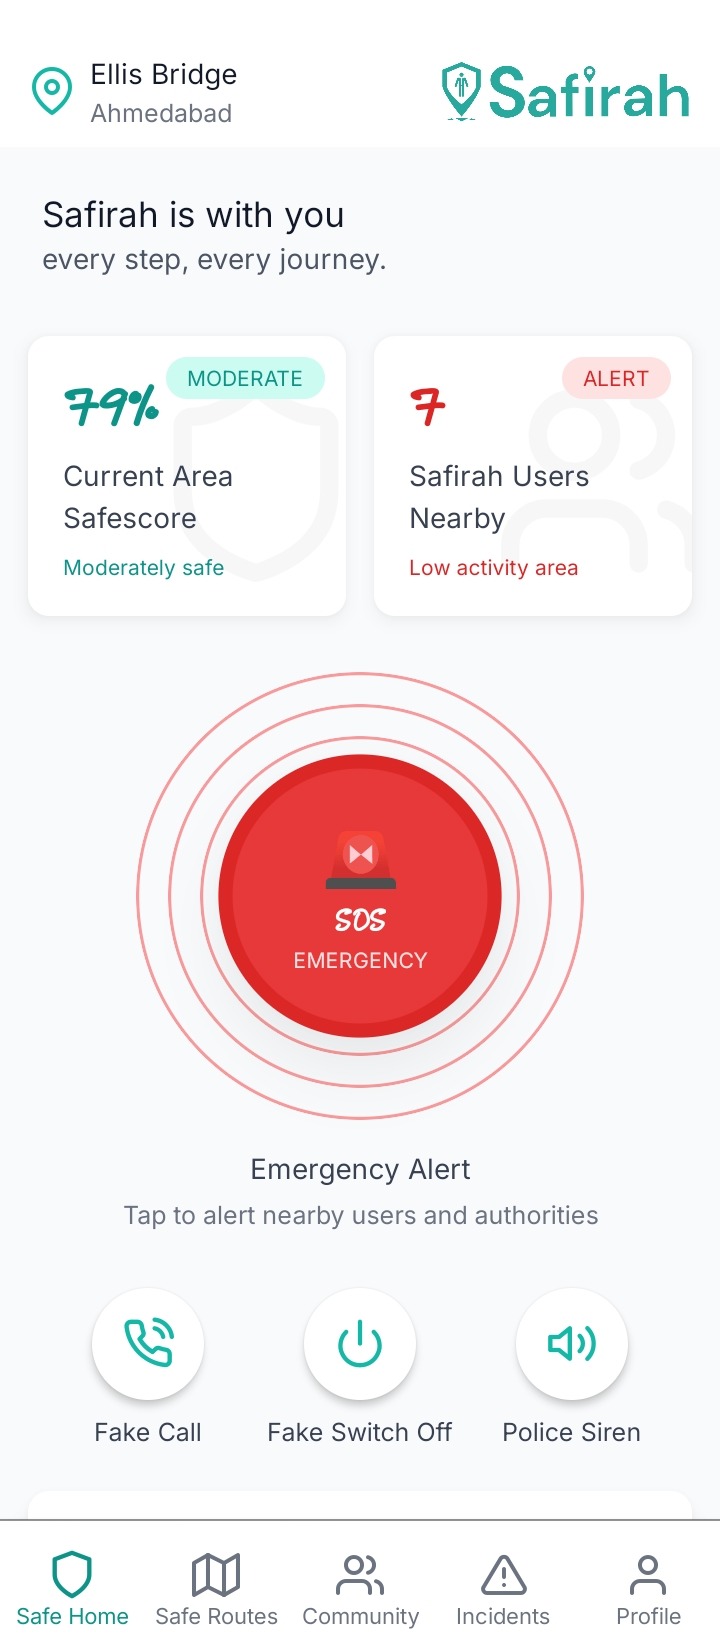 Ellis Bridge
Ahmedabad
Safirah
Safirah is with you
every step, every journey.
79%
MODERATE
Current Area
Safescore
Moderately safe
7
ALERT
Safirah Users
Nearby
Low activity area
SOS
EMERGENCY
Emergency Alert
Tap to alert nearby users and authorities
Fake Call
Fake Switch Off
Police Siren
Safe Home
Safe Routes
Community
Incidents
Profile